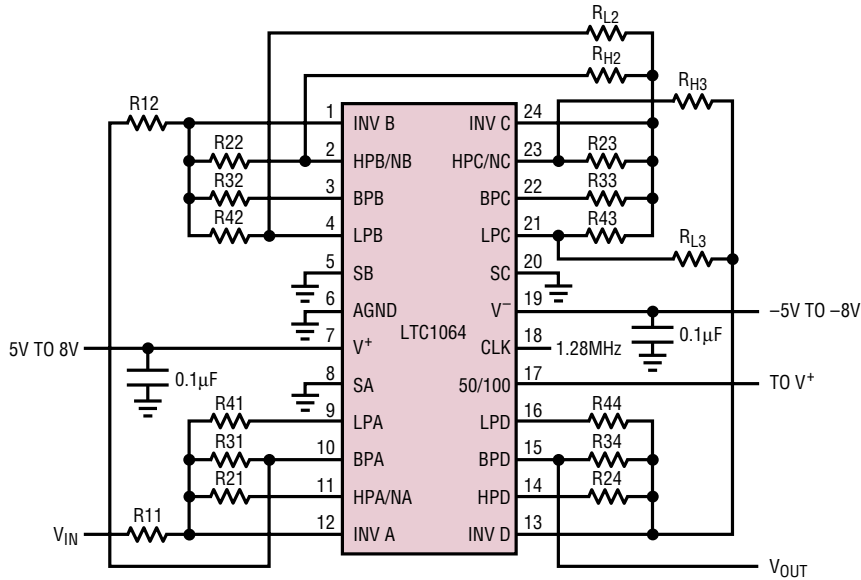 RL2
RH2
RH3
R12
1 INV B INV C 24
R22 2 HPB/NB HPC/NC 23 R23
R32 3 BPB BPC 22 R33
R42 4 LPB LPC 21 R43
RL3
5 SB SC 20
6 AGND V− 19 –5V TO –8V
LTC1064
5V TO 8V 7 V+ CLK 18 1.28MHz 0.1µF
0.1µF 8 SA 50/100 17 TO V+
R41 9 LPA LPD 16 R44
R31 10 BPA BPD 15 R34
R21 11 HPA/NA HPD 14 R24
VIN R11 12 INV A INV D 13
VOUT